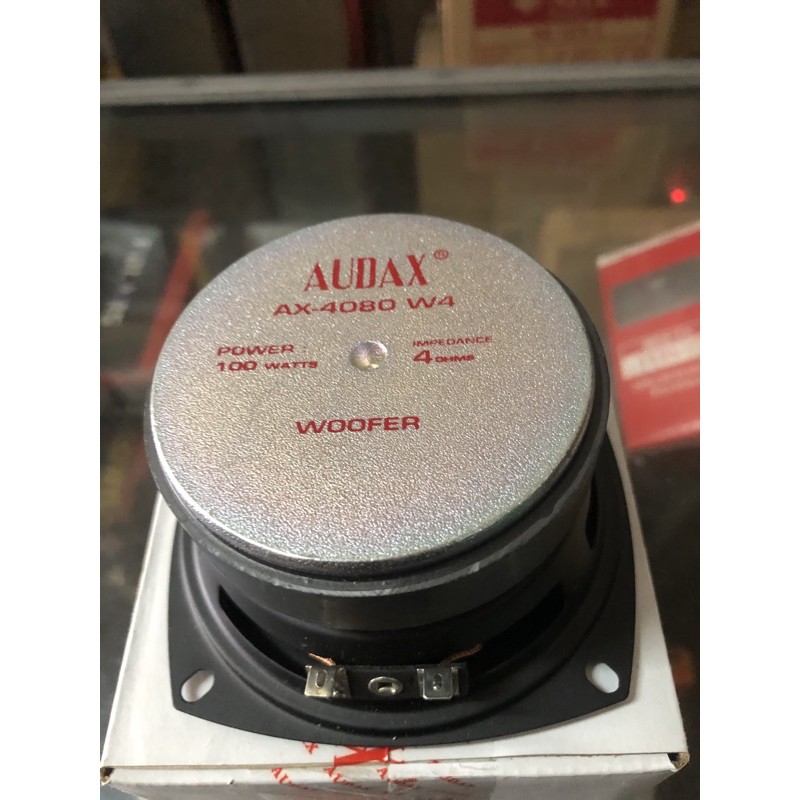 AUDAX®
AX-4080 W4
POWER :
100 WATTS
IMPEDANCE
4 OHMS
WOOFER